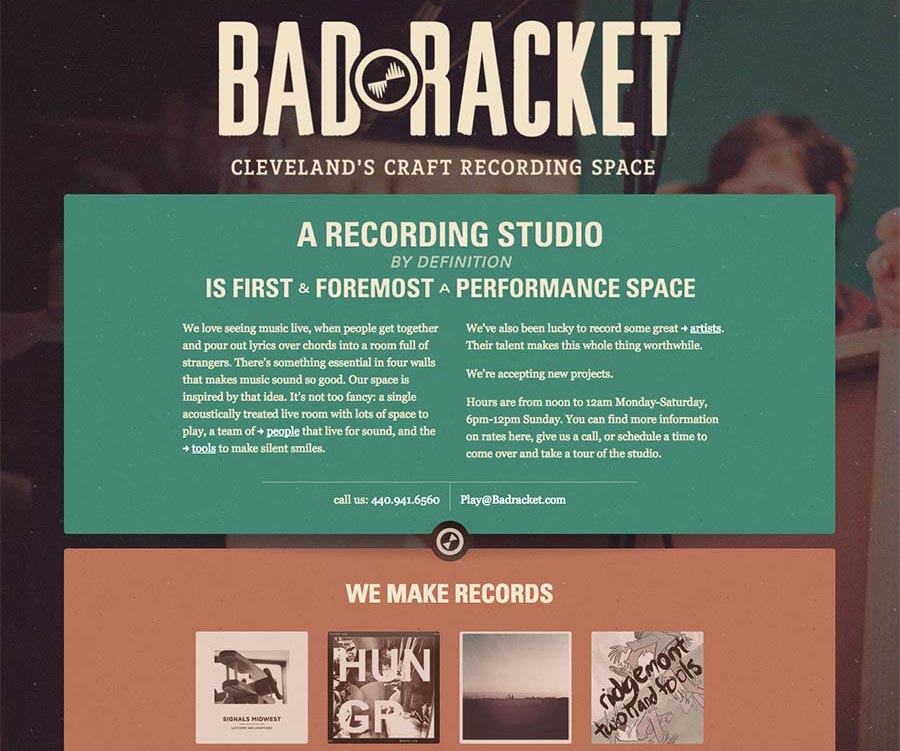 BAD RACKET
CLEVELAND'S CRAFT RECORDING SPACE
A RECORDING STUDIO
BY DEFINITION
IS FIRST & FOREMOST A PERFORMANCE SPACE
We love seeing music live, when people get together
and pour out lyrics over chords into a room full of
strangers. There's something essential in four walls
that makes music sound so good. Our space is
inspired by that idea. It's not too fancy: a single
acoustically treated live room with lots of space to
play, a team of → people that live for sound, and the
→ tools to make silent smiles.
We've also been lucky to record some great → artists.
Their talent makes this whole thing worthwhile.
We're accepting new projects.
Hours are from noon to 12am Monday-Saturday,
6pm-12pm Sunday. You can find more information
on rates here, give us a call, or schedule a time to
come over and take a tour of the studio.
call us: 440.941.6560
Play@Badracket.com
WE MAKE RECORDS
SIGNALS MIDWEST
HUN
GR
ridgemont
two n and fools